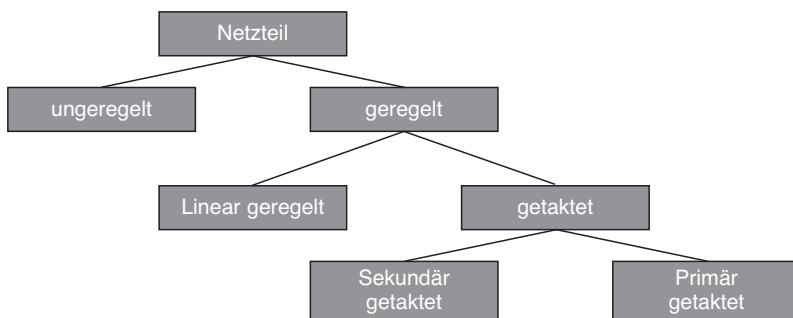 Netzteil
ungeregelt
geregelt
Linear geregelt
getaktet
Sekundär
getaktet
Primär
getaktet